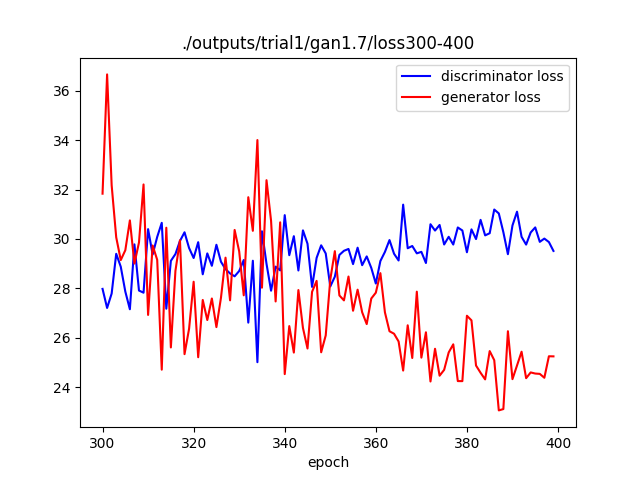 ./outputs/trial1/gan1.7/loss300-400
discriminator loss
generator loss
36
34
32
30
28
26
24
300 320 340 360 380 400
epoch